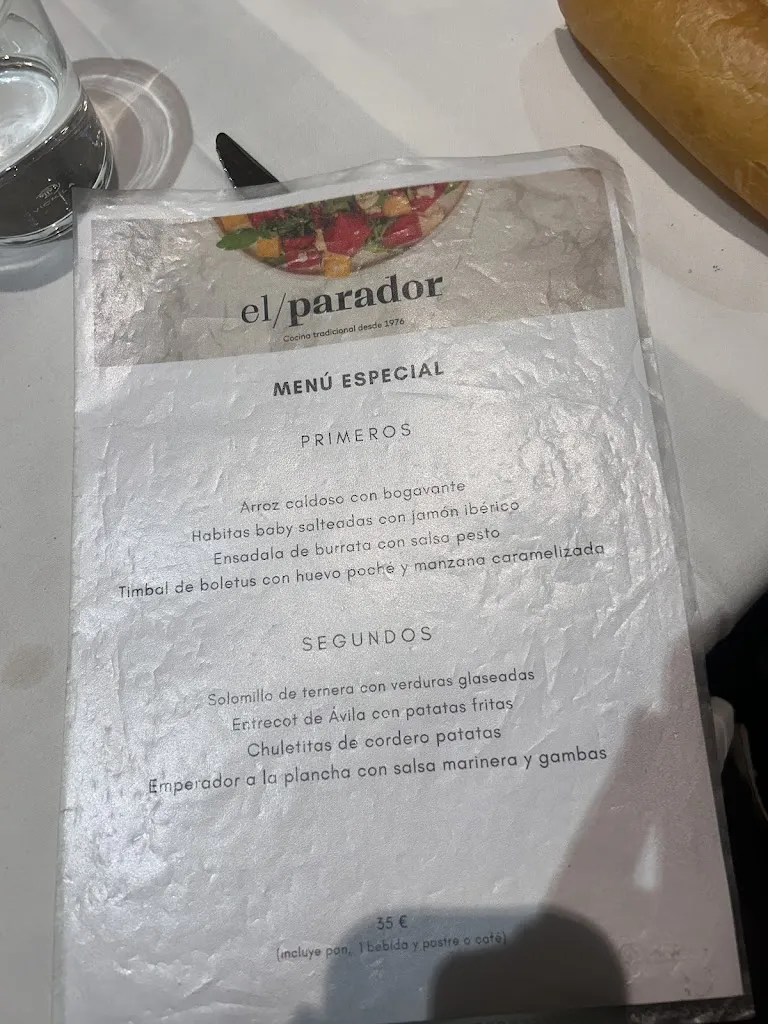 el/parador
Cocina tradicional desde 1976
MENÚ ESPECIAL
PRIMEROS
Arroz caldoso con bogavante
Habitas baby salteadas con jamón ibérico
Ensadala de burrata con salsa pesto
Timbal de boletus con huevo poché y manzana caramelizada
SEGUNDOS
Solomillo de ternera con verduras glaseadas
Entrecot de Ávila con patatas fritas
Chuletitas de cordero patatas
Emperador a la plancha con salsa marinera y gambas
35 €
(incluye pan, 1 bebida y postre o café)